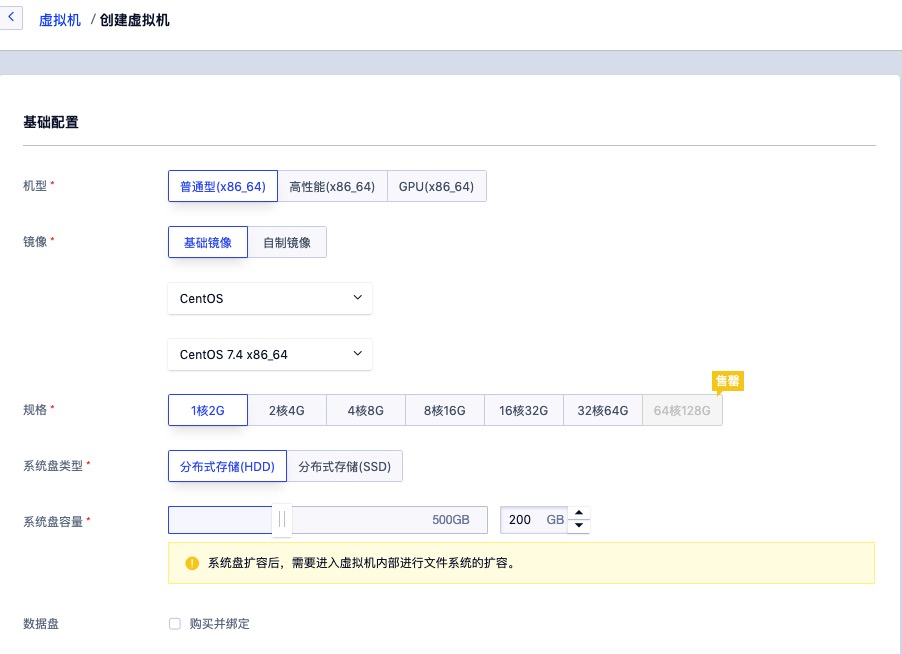 虚拟机 / 创建虚拟机
基础配置
机型 * 普通型(x86_64) 高性能(x86_64) GPU(x86_64)
镜像 * 基础镜像 自制镜像
CentOS
CentOS 7.4 x86_64
售罄
规格 * 1核2G 2核4G 4核8G 8核16G 16核32G 32核64G 64核128G
系统盘类型 * 分布式存储(HDD) 分布式存储(SSD)
系统盘容量 * 500GB 200 GB
系统盘扩容后，需要进入虚拟机内部进行文件系统的扩容。
数据盘 购买并绑定